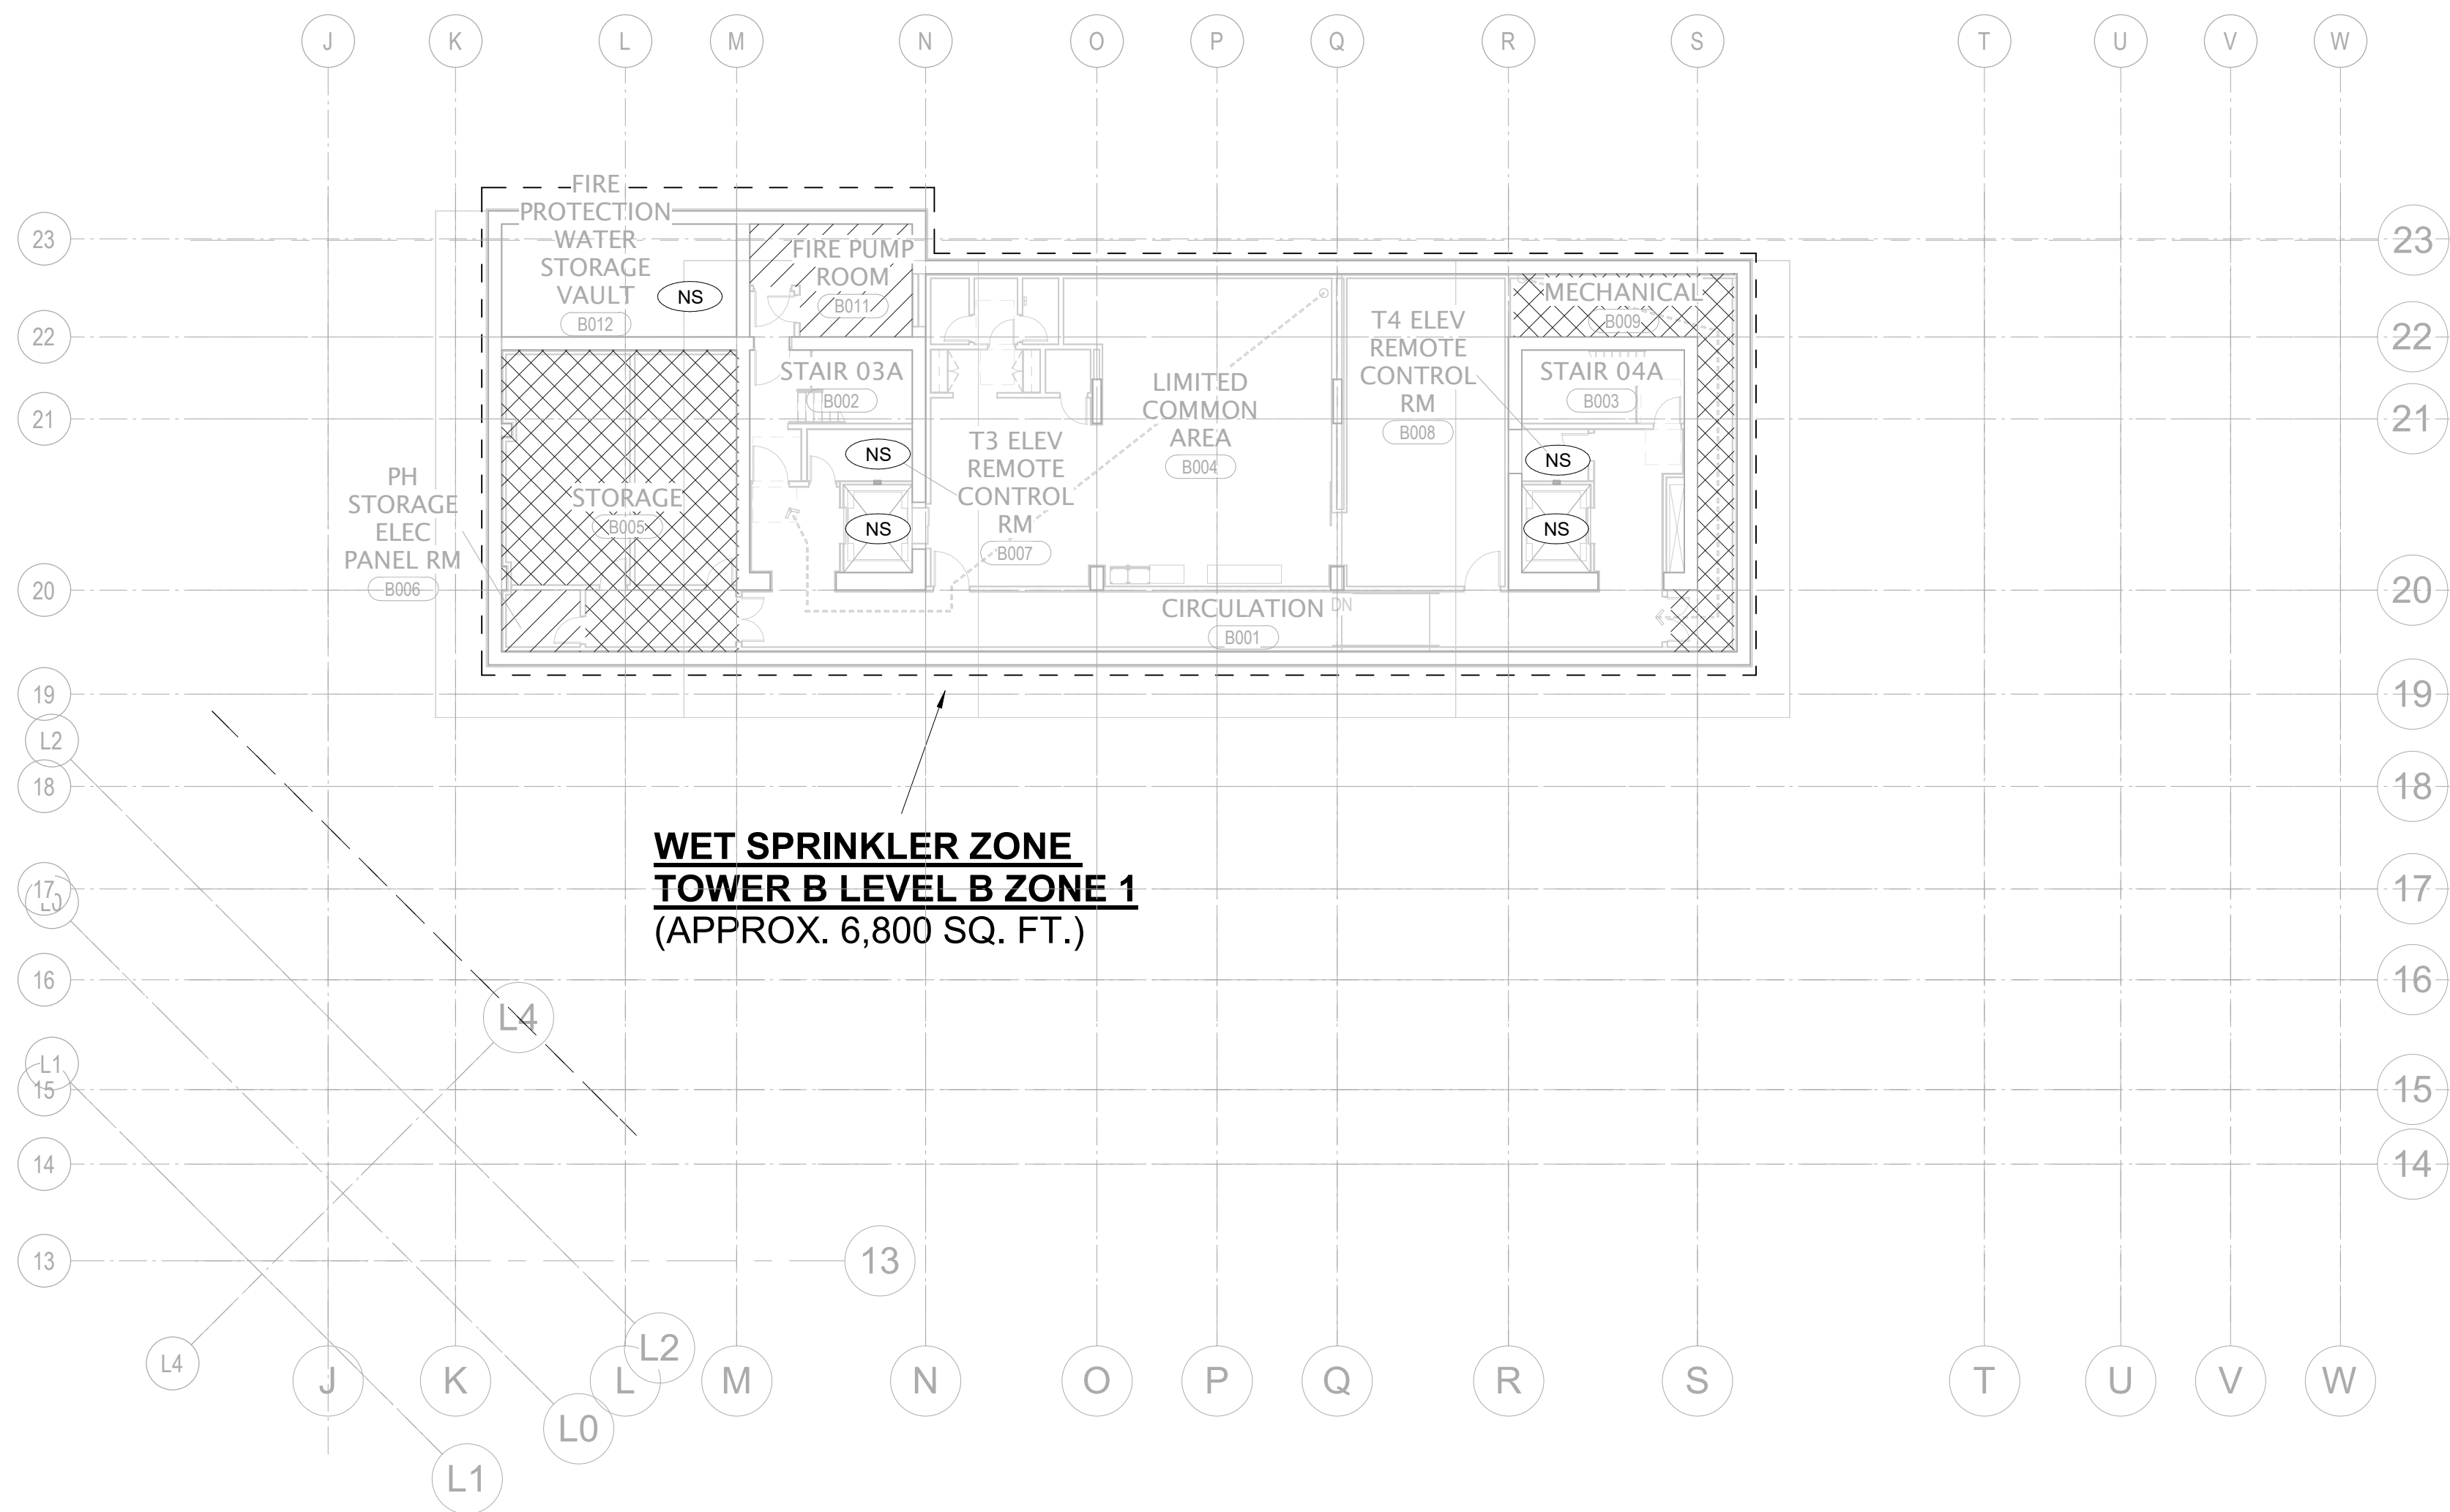 J K L M N O P Q R S T U V W
FIRE
PROTECTION
WATER
STORAGE
VAULT
B012
NS
FIRE PUMP
ROOM
B011
MECHANICAL
B009
23 23
22 22
21 21
STAIR 03A
B002
T4 ELEV
REMOTE
CONTROL
RM
B008
STAIR 04A
B003
LIMITED
COMMON
AREA
B004
NS
NS
T3 ELEV
REMOTE
CONTROL
RM
B007
NS
NS
PH
STORAGE
ELEC
PANEL RM
B006
STORAGE
B005
20 20
CIRCULATION DN
B001
19 19
L2
18 18
WET SPRINKLER ZONE
TOWER B LEVEL B ZONE 1
(APPROX. 6,800 SQ. FT.)
17 17
L0
16 16
L4
L1
15 15
14 14
13 13
L4
L2
J K L M N O P Q R S T U V W
L0
L1